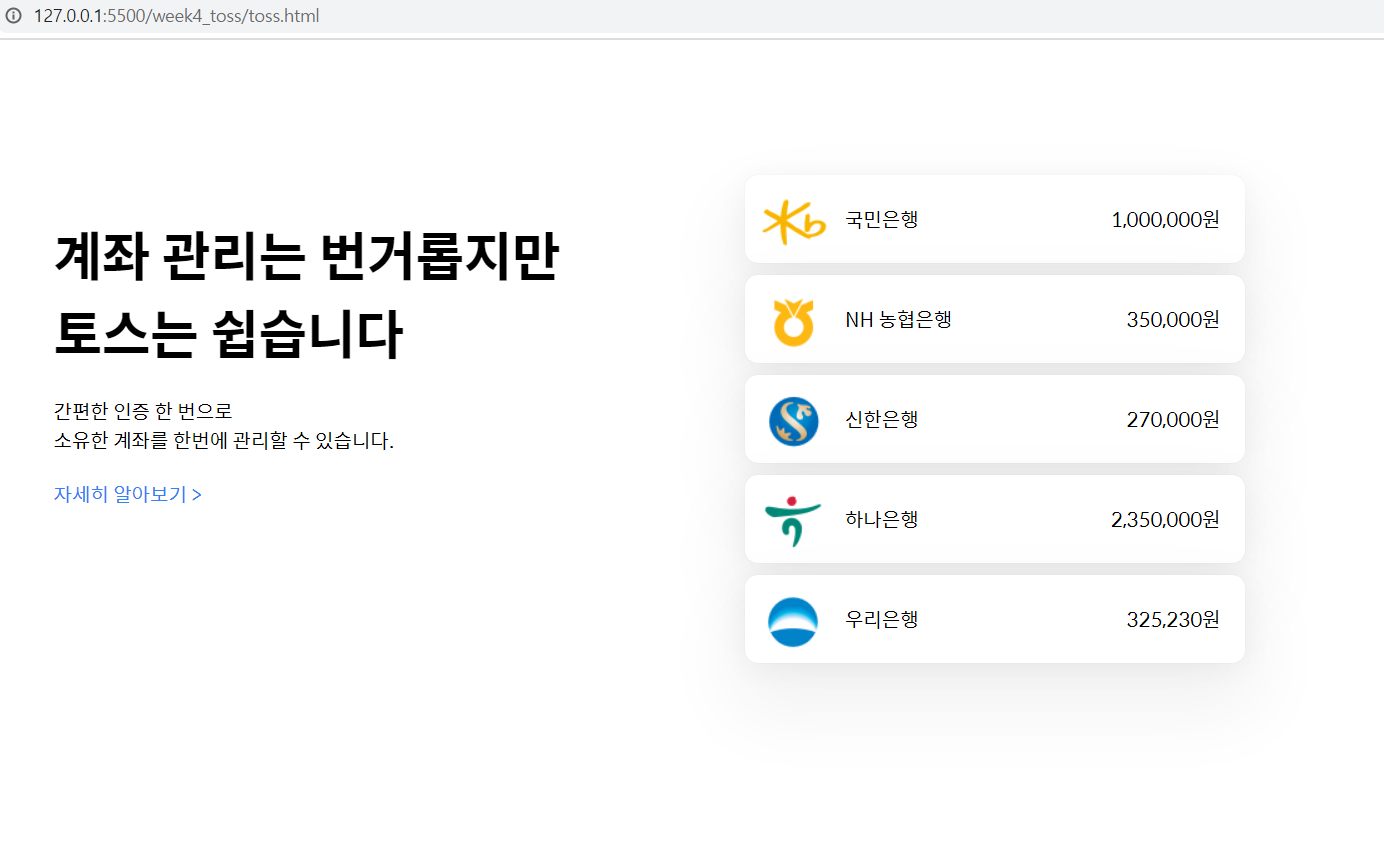 127.0.0.1:5500/week4_toss/toss.html
계좌 관리는 번거롭지만
토스는 쉽습니다
간편한 인증 한 번으로
소유한 계좌를 한번에 관리할 수 있습니다.
자세히 알아보기 >
국민은행 1,000,000원
NH 농협은행 350,000원
신한은행 270,000원
하나은행 2,350,000원
우리은행 325,230원